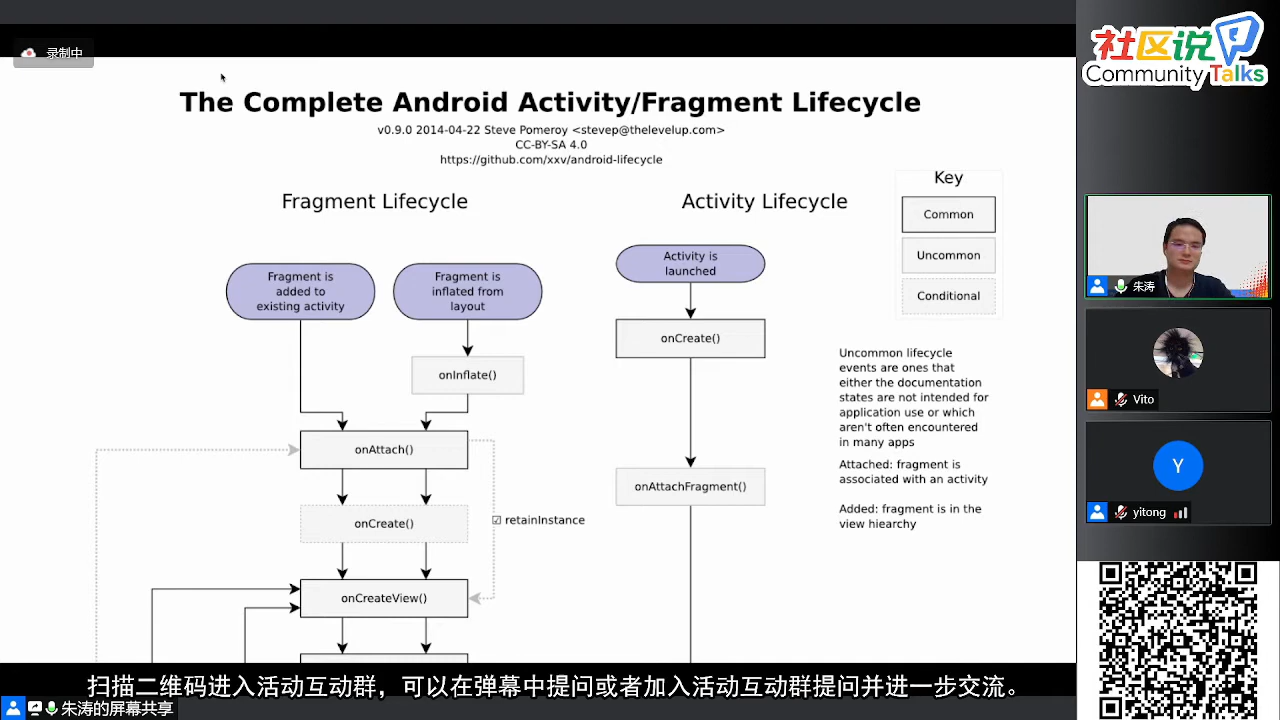 录制中
The Complete Android Activity/Fragment Lifecycle
v0.9.0 2014-04-22 Steve Pomeroy <stevep@thelevelup.com>
CC-BY-SA 4.0
https://github.com/xxv/android-lifecycle
Fragment Lifecycle
Activity Lifecycle
Key
Common
Uncommon
Conditional
Fragment is
added to
existing activity
Fragment is
inflated from
layout
Activity is
launched
onCreate()
onInflate()
onAttach()
onAttachFragment()
onCreate()
☑ retainInstance
onCreateView()
Uncommon lifecycle
events are ones that
either the documentation
states are not intended for
application use or which
aren't often encountered
in many apps
Attached: fragment is
associated with an activity
Added: fragment is in the
view hiearchy
社区说
Community Talks
朱涛
Vito
Y
yitong
扫描二维码进入活动互动群，可以在弹幕中提问或者加入活动互动群提问并进一步交流。
朱涛的屏幕共享